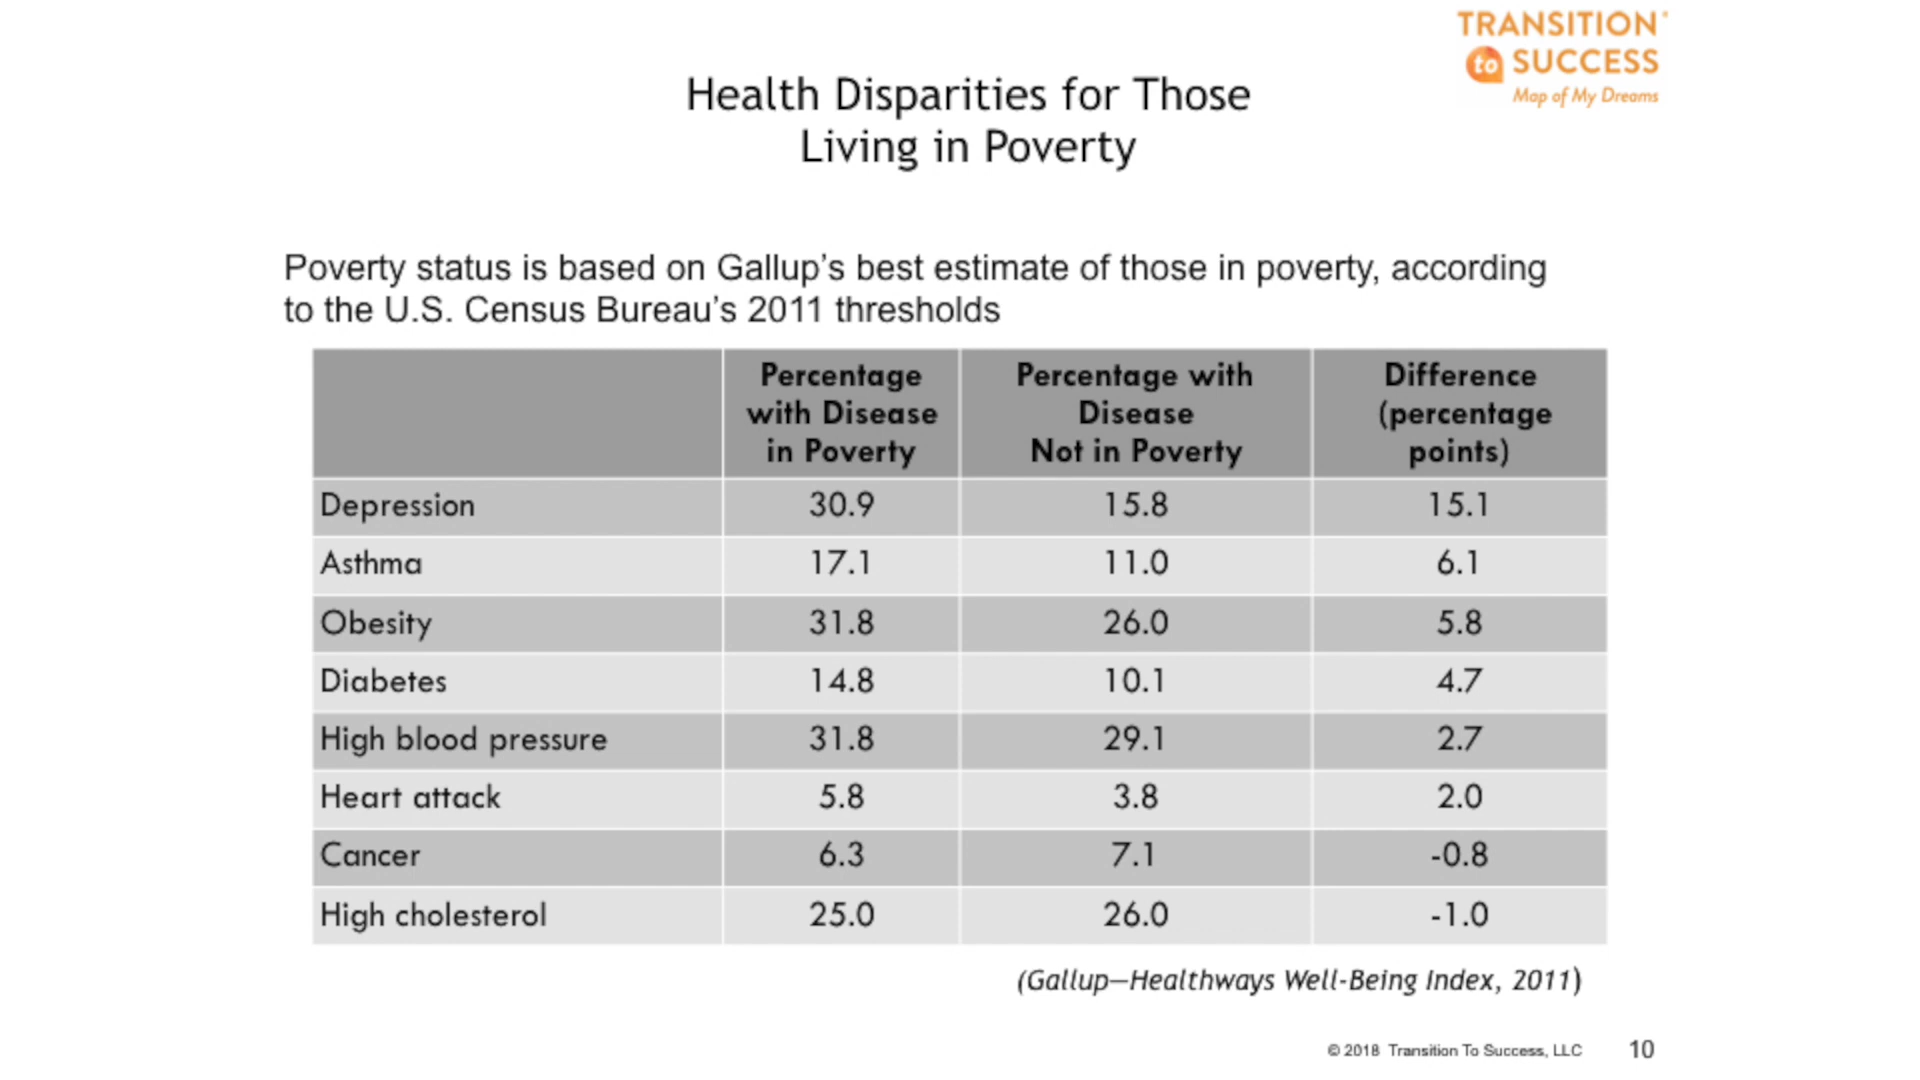 TRANSITION
to SUCCESS
Map of My Dreams
Health Disparities for Those
Living in Poverty
Poverty status is based on Gallup’s best estimate of those in poverty, according
to the U.S. Census Bureau’s 2011 thresholds
Percentage with Disease in Poverty Percentage with Disease Not in Poverty Difference (percentage points)
Depression 30.9 15.8 15.1
Asthma 17.1 11.0 6.1
Obesity 31.8 26.0 5.8
Diabetes 14.8 10.1 4.7
High blood pressure 31.8 29.1 2.7
Heart attack 5.8 3.8 2.0
Cancer 6.3 7.1 -0.8
High cholesterol 25.0 26.0 -1.0
(Gallup—Healthways Well-Being Index, 2011)
© 2018 Transition To Success, LLC 10